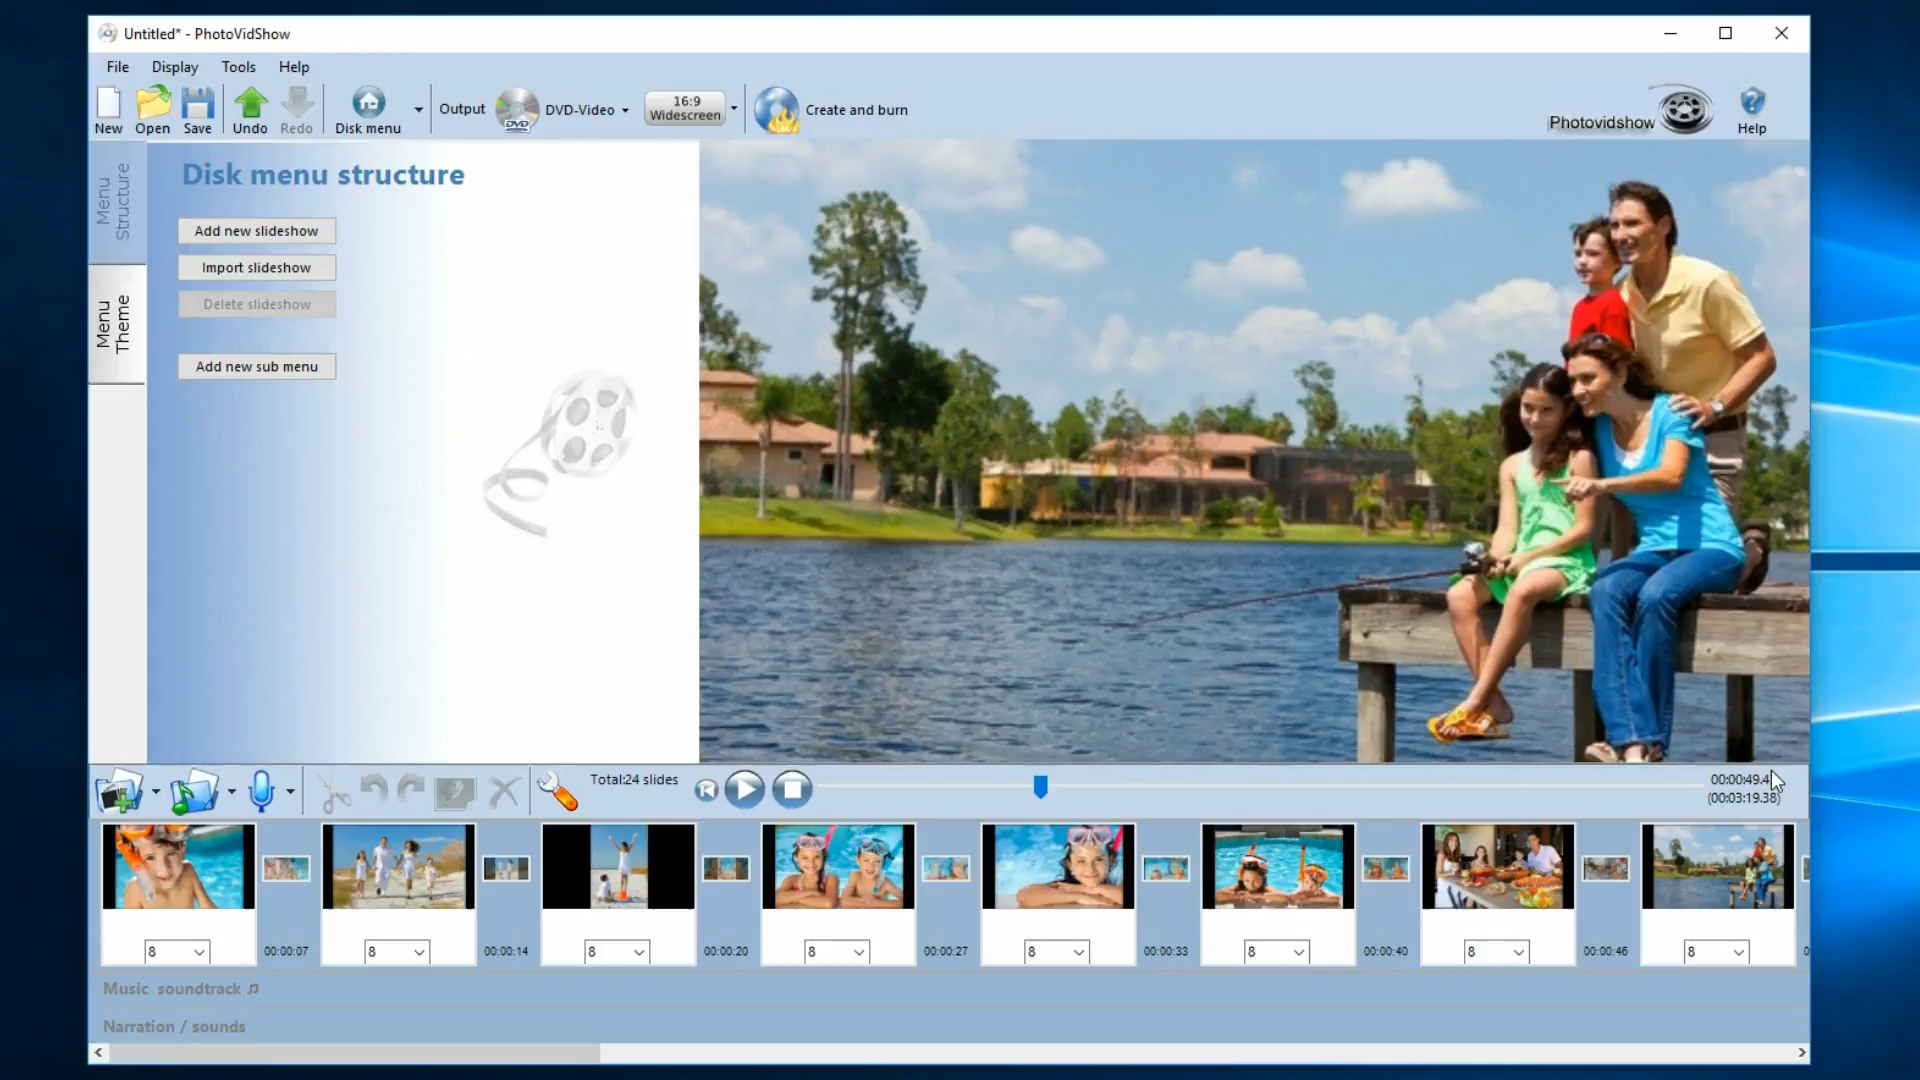 Untitled* - PhotoVidShow
File Display Tools Help
New Open Save Undo Redo Disk menu Output DVD-Video 16:9 Widescreen Create and burn Photovidshow Help
DVD
Menu Structure
Menu Theme
Disk menu structure
Add new slideshow
Import slideshow
Delete slideshow
Add new sub menu
Total:24 slides
00:00:49.4
(00:03:19.38)
8 00:00:07 8 00:00:14 8 00:00:20 8 00:00:27 8 00:00:33 8 00:00:40 8 00:00:46 8
Music soundtrack
Narration / sounds